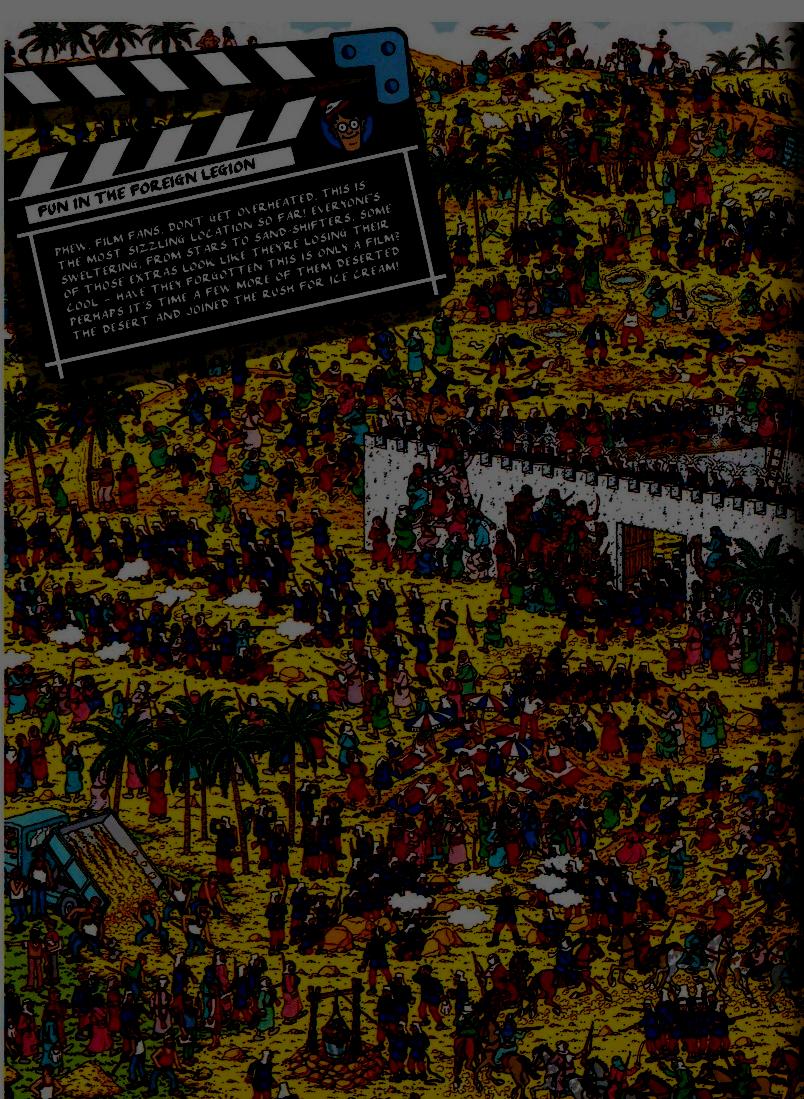 FUN IN THE FOREIGN LEGION
PHEW, FILM FANS, DON'T GET OVERHEATED. THIS IS
THE MOST SIZZLING LOCATION SO FAR! EVERYONE'S
SWELTERING, FROM STARS TO SAND-SHIFTERS. SOME
OF THOSE EXTRAS LOOK LIKE THEY'RE LOSING THEIR
COOL – HAVE THEY FORGOTTEN THIS IS ONLY A FILM?
PERHAPS IT'S TIME A FEW MORE OF THEM DESERTED
THE DESERT AND JOINED THE RUSH FOR ICE CREAM!